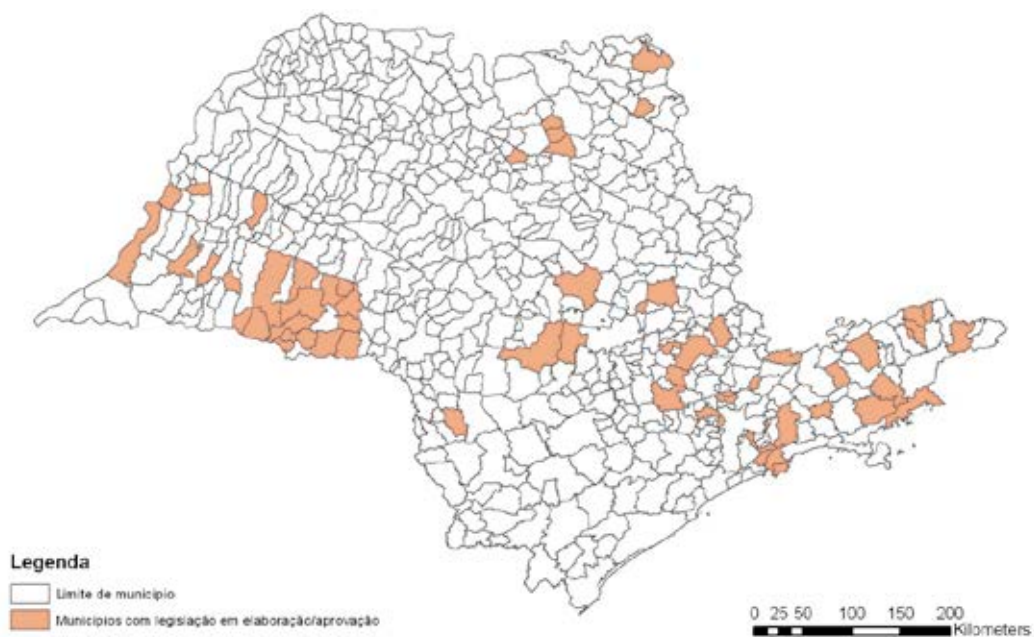 Legenda
Limite de município
Municípios com legislação em elaboração/aprovação
0 25 50 100 150 200
Kilometers